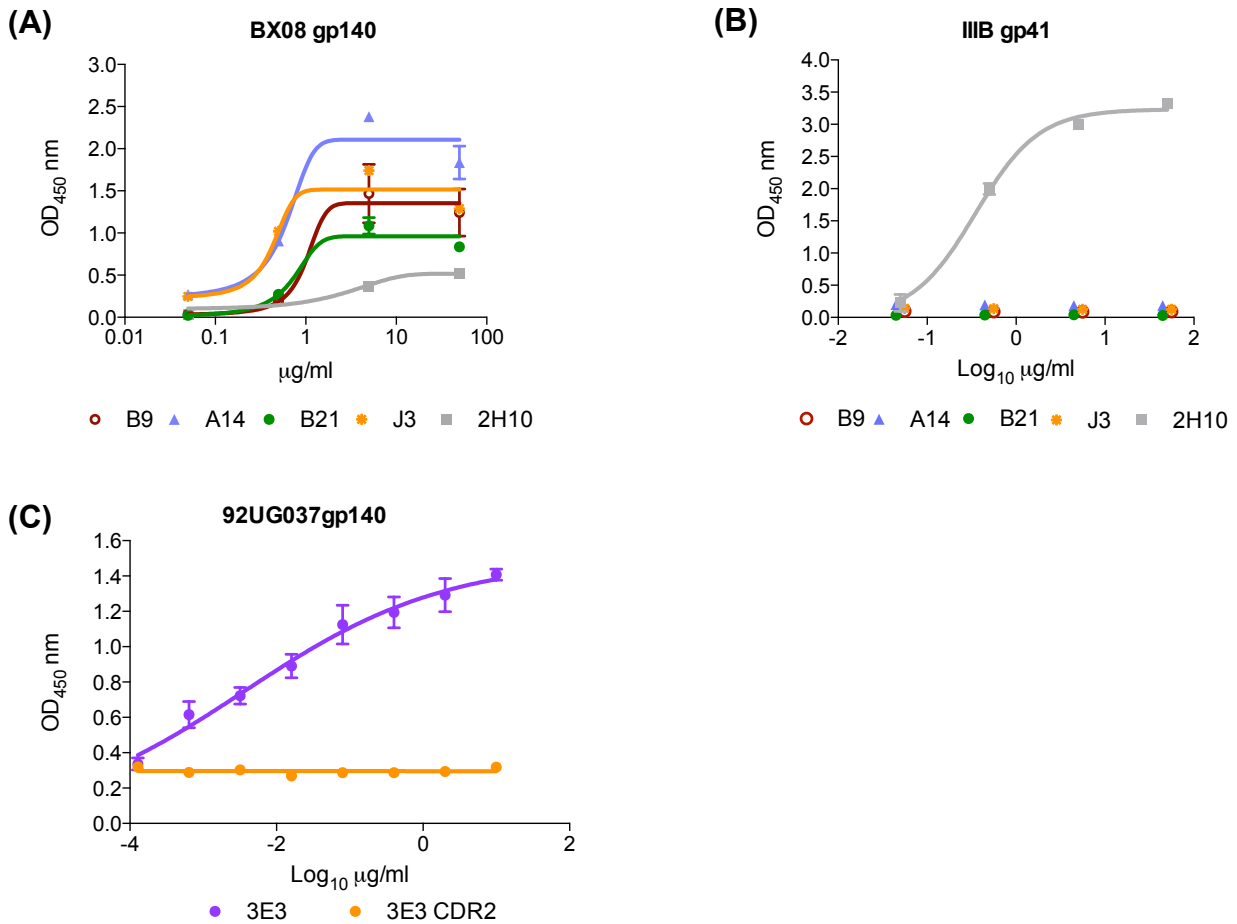 (A)
BX08 gp140
OD450 nm
3.0
2.5
2.0
1.5
1.0
0.5
0.0
0.01 0.1 1 10 100
μg/ml
B9 A14 B21 J3 2H10
(B)
IIIB gp41
OD450 nm
4.0
3.5
3.0
2.5
2.0
1.5
1.0
0.5
0.0
-2 -1 0 1 2
Log10 μg/ml
B9 A14 B21 J3 2H10
(C)
92UG037gp140
OD450 nm
1.6
1.4
1.2
1.0
0.8
0.6
0.4
0.2
0.0
-4 -2 0 2
Log10 μg/ml
3E3 3E3 CDR2